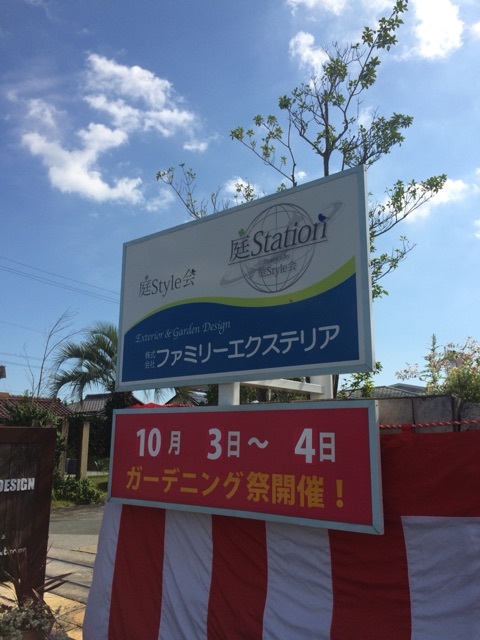 庭Station
庭Style会
庭Style会
Exterior & Garden Design
株式会社ファミリーエクステリア
10月 3日～ 4日
ガーデニング祭開催！
DESIGN